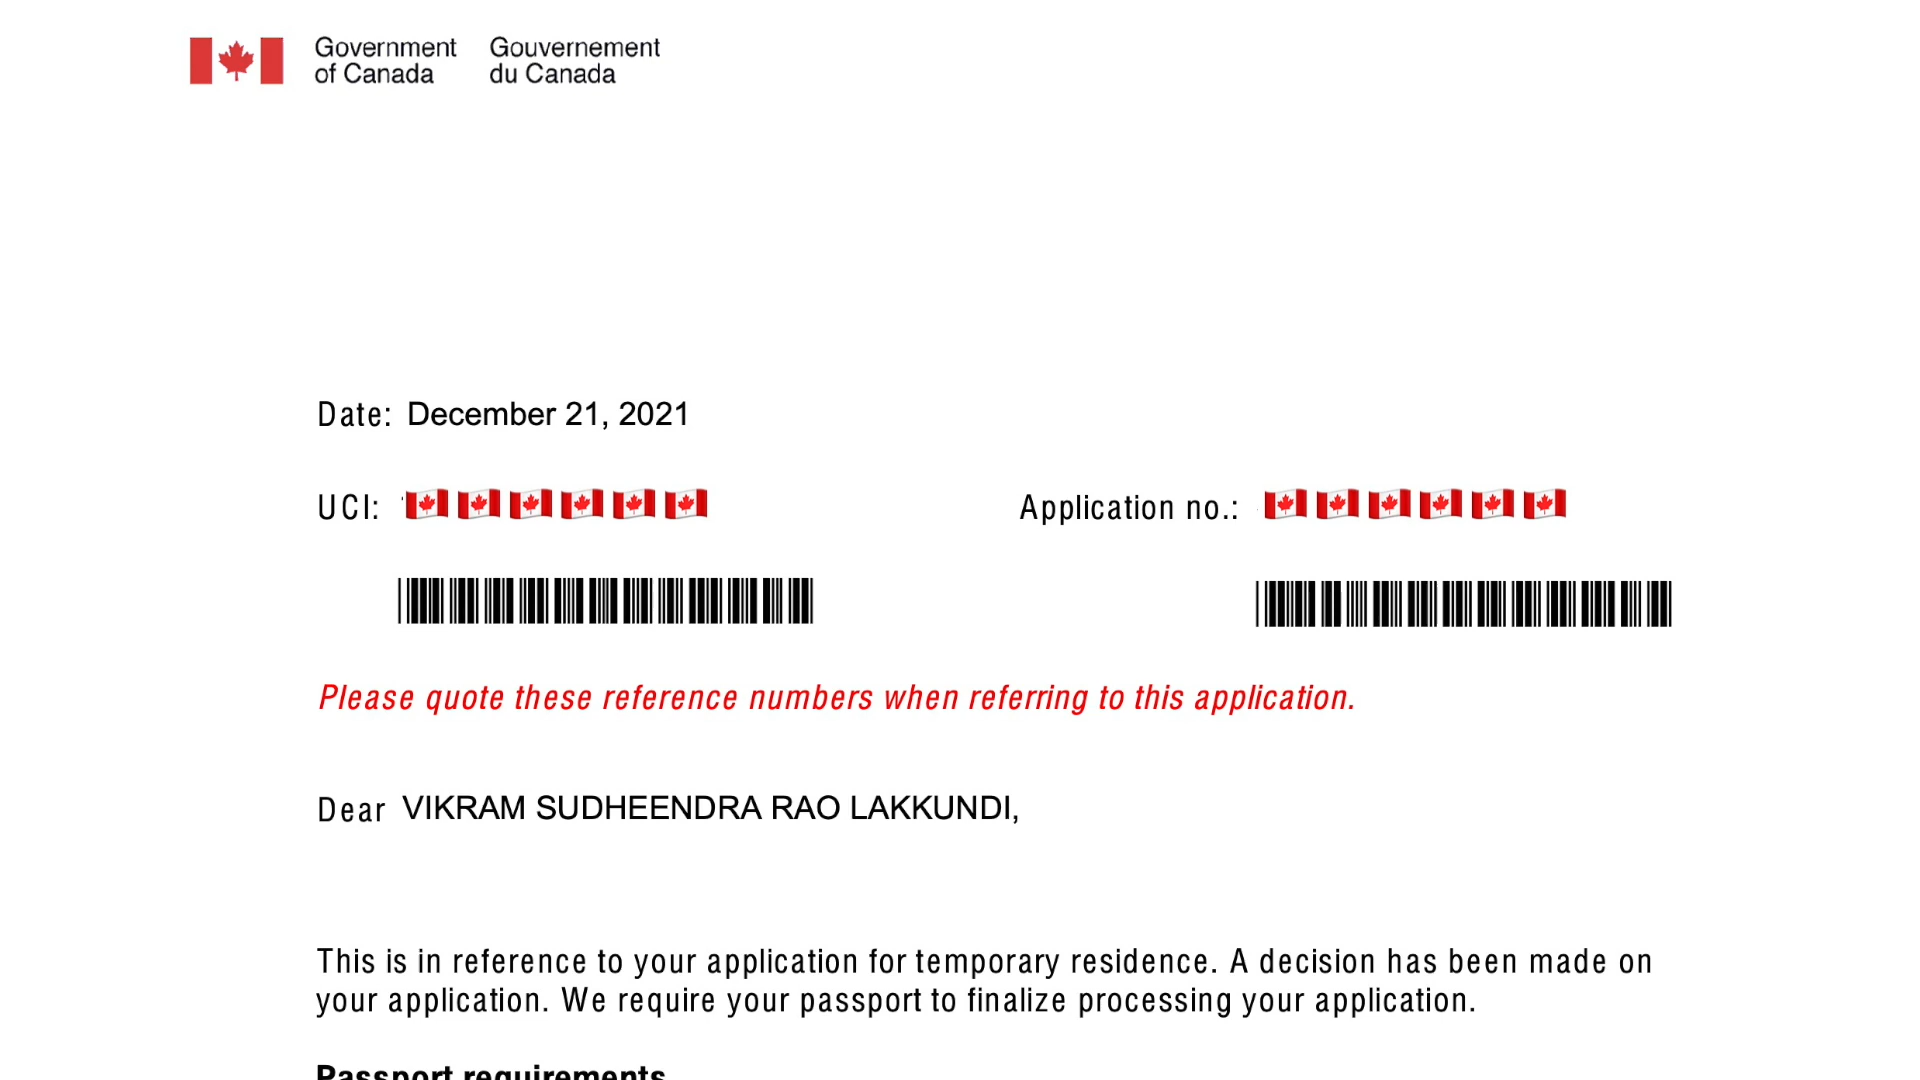 Government Gouvernement
of Canada du Canada
Date: December 21, 2021
UCI: Application no.:
Please quote these reference numbers when referring to this application.
Dear VIKRAM SUDHEENDRA RAO LAKKUNDI,
This is in reference to your application for temporary residence. A decision has been made on
your application. We require your passport to finalize processing your application.
Passport requirements